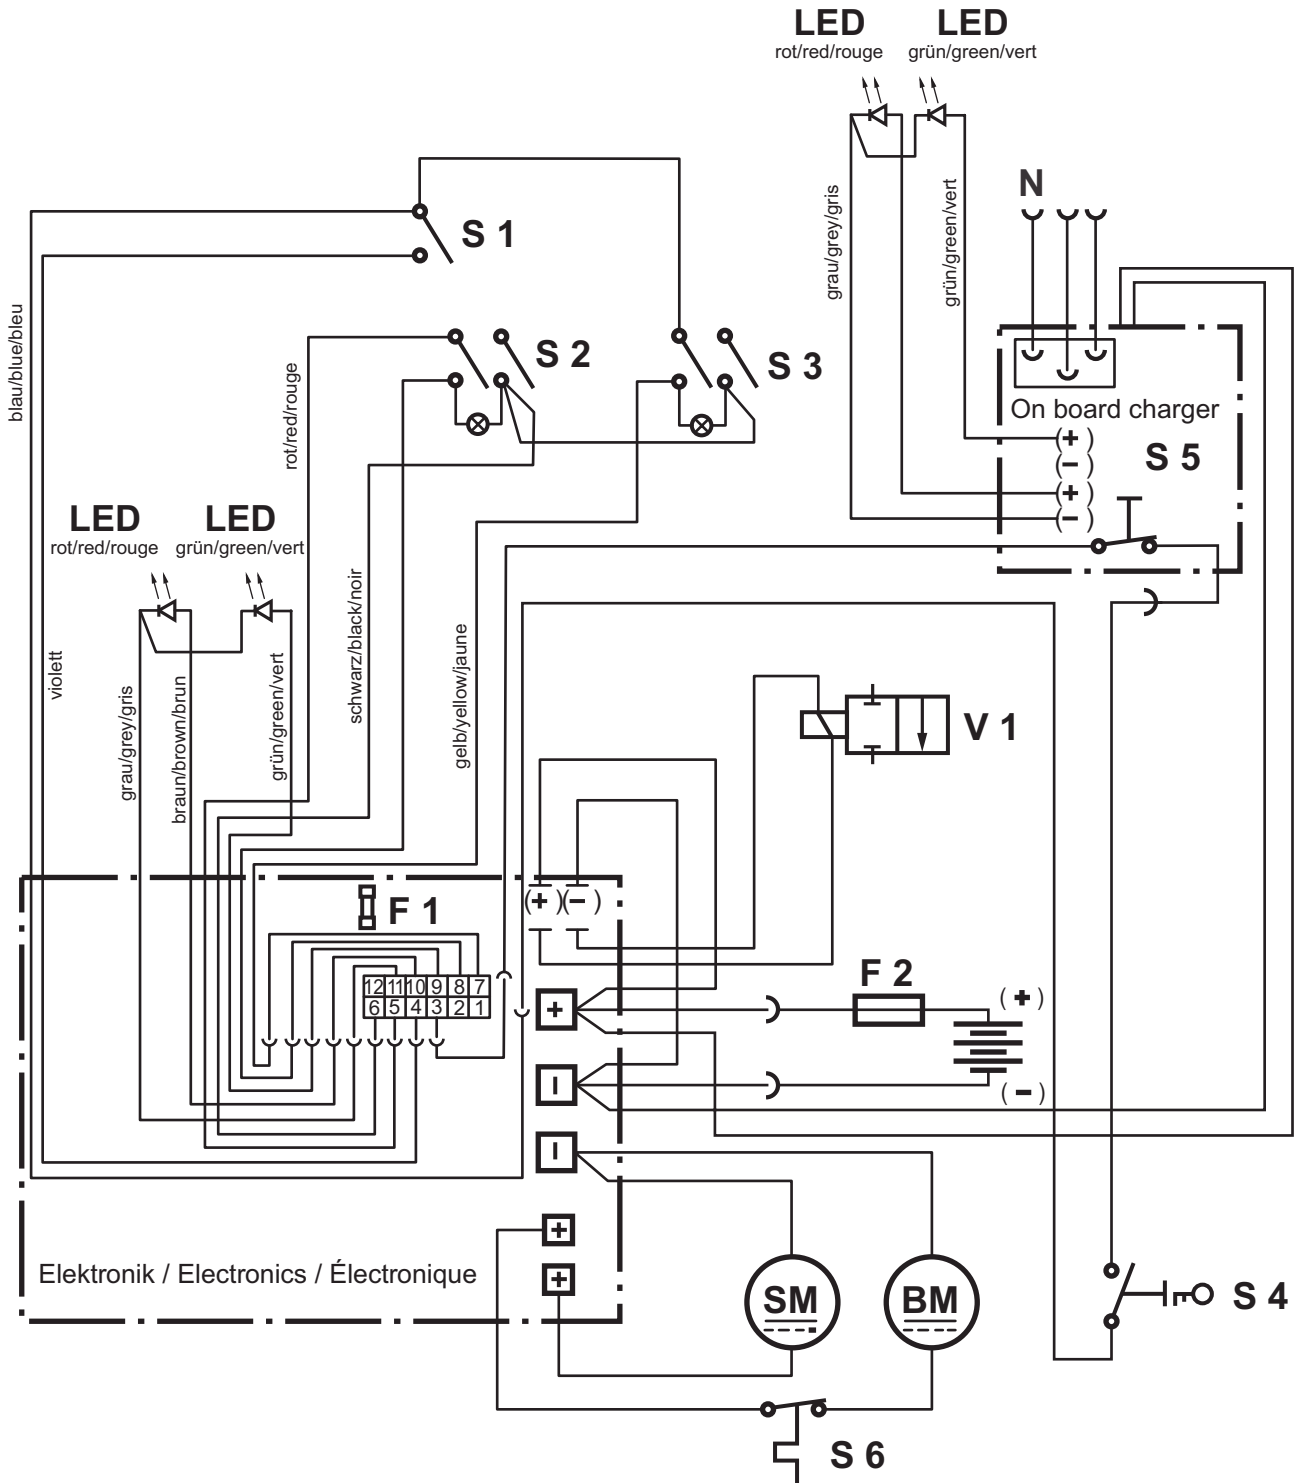 LED LED
rot/red/rouge grün/green/vert
N
grau/grey/gris
grün/green/vert
S 1
blau/blue/bleu
S 2
S 3
rot/red/rouge
On board charger
(+)
(−)
(+)
(−)
S 5
LED LED
rot/red/rouge grün/green/vert
violett
grau/grey/gris
braun/brown/brun
grün/green/vert
schwarz/black/noir
gelb/yellow/jaune
V 1
F 1
(+)(−)
12 11 10 9 8 7
6 5 4 3 2 1
+
F 2
(+)
−
(−)
−
+
+
Elektronik / Electronics / Électronique
SM
BM
S 4
S 6